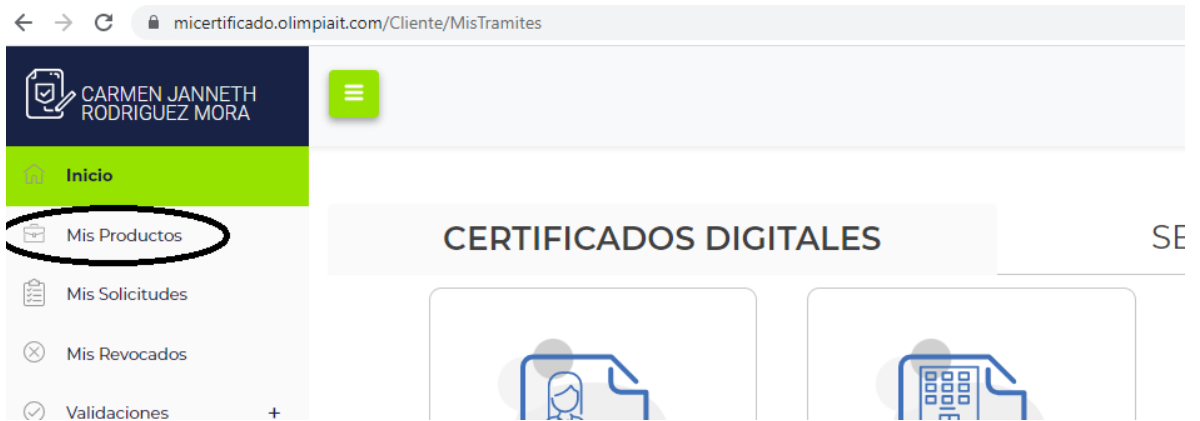 micertificado.olimpiait.com/Cliente/MisTramites
CARMEN JANNETH
RODRIGUEZ MORA
Inicio
Mis Productos
CERTIFICADOS DIGITALES
SE
Mis Solicitudes
Mis Revocados
Validaciones +